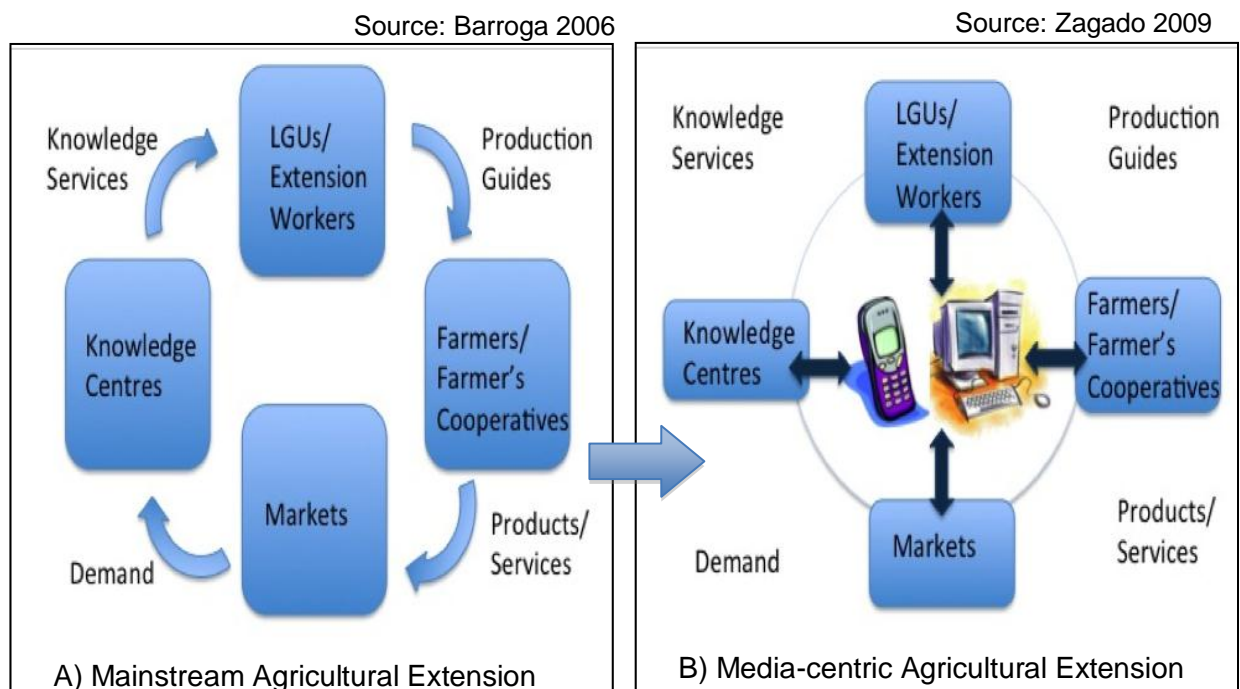 Source: Barroga 2006
Knowledge
Services
LGUs/
Extension
Workers
Production
Guides
Knowledge
Centres
Farmers/
Farmer's
Cooperatives
Markets
Demand
Products/
Services
A) Mainstream Agricultural Extension
Source: Zagado 2009
Knowledge
Services
LGUs/
Extension
Workers
Production
Guides
Knowledge
Centres
Farmers/
Farmer's
Cooperatives
Demand
Markets
Products/
Services
B) Media-centric Agricultural Extension